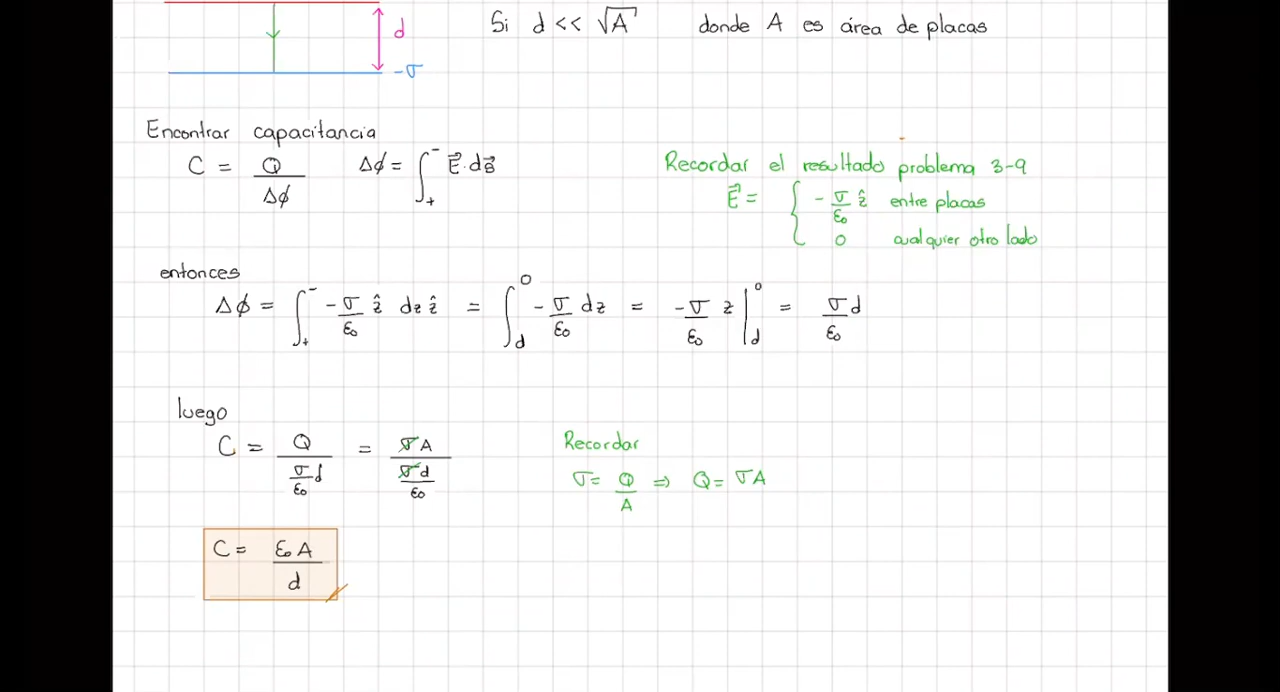 d
Si d << √A donde A es área de placas
-σ
Encontrar capacitancia
C = Q/Δϕ Δϕ = ∫₊⁻ E⃗·ds⃗
Recordar el resultado problema 3-9
E⃗ = { -σ/ε₀ ẑ entre placas
0 cualquier otro lado
entonces
Δϕ = ∫₊⁻ -σ/ε₀ ẑ dz ẑ = ∫_d^0 -σ/ε₀ dz = -σ/ε₀ z |_d^0 = σd/ε₀
luego
C = Q/(σ/ε₀ d) = σA/(σd/ε₀)
Recordar
σ = Q/A ⇒ Q = σA
C = ε₀A/d